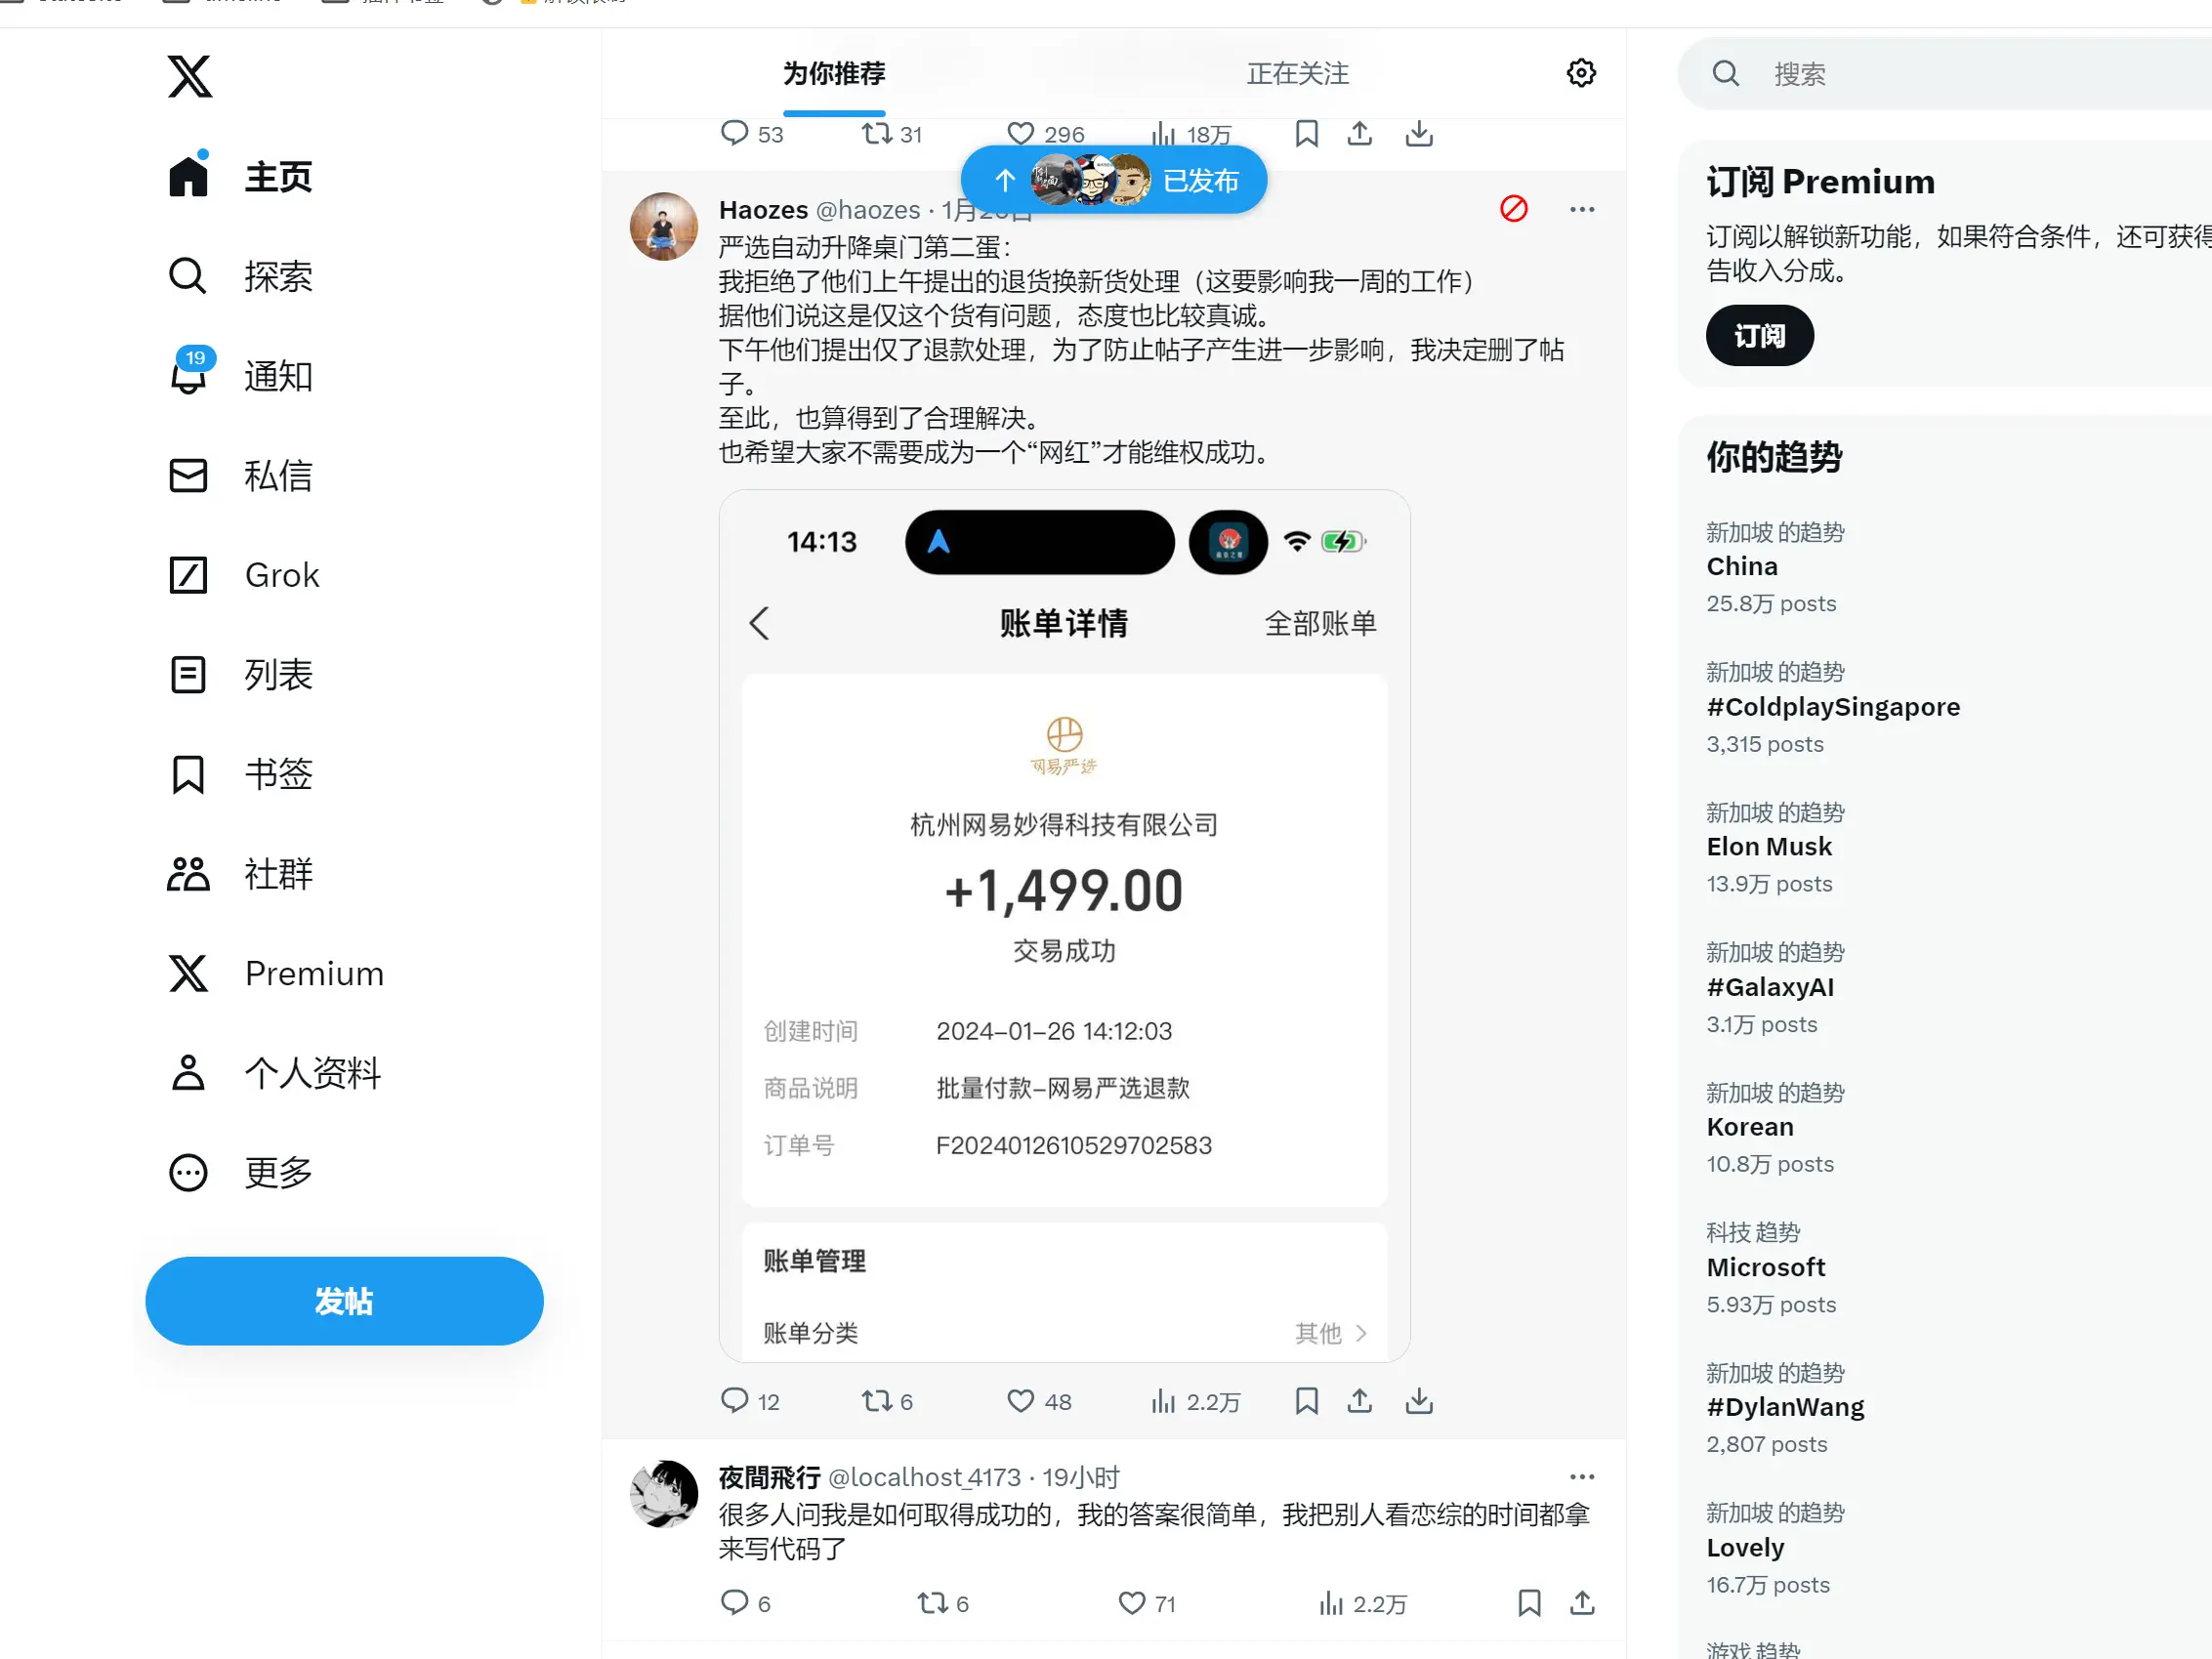 主页
探索
19
通知
私信
Grok
列表
书签
社群
Premium
个人资料
更多
发帖
为你推荐
正在关注
53
31
296
18万
已发布
Haozes @haozes · 1月26日
严选自动升降桌门第二蛋：
我拒绝了他们上午提出的退货换新货处理（这要影响我一周的工作）
据他们说这是仅这个货有问题，态度也比较真诚。
下午他们提出仅了退款处理，为了防止帖子产生进一步影响，我决定删了帖
子。
至此，也算得到了合理解决。
也希望大家不需要成为一个“网红”才能维权成功。
14:13
账单详情
全部账单
网易严选
杭州网易妙得科技有限公司
+1,499.00
交易成功
创建时间
2024-01-26 14:12:03
商品说明
批量付款-网易严选退款
订单号
F2024012610529702583
账单管理
账单分类
其他
12
6
48
2.2万
夜間飛行 @localhost_4173 · 19小时
很多人问我是如何取得成功的，我的答案很简单，我把别人看恋综的时间都拿
来写代码了
6
6
71
2.2万
搜索
订阅 Premium
订阅以解锁新功能，如果符合条件，还可获得
告收入分成。
订阅
你的趋势
新加坡 的趋势
China
25.8万 posts
新加坡 的趋势
#ColdplaySingapore
3,315 posts
新加坡 的趋势
Elon Musk
13.9万 posts
新加坡 的趋势
#GalaxyAI
3.1万 posts
新加坡 的趋势
Korean
10.8万 posts
科技 趋势
Microsoft
5.93万 posts
新加坡 的趋势
#DylanWang
2,807 posts
新加坡 的趋势
Lovely
16.7万 posts
游戏 趋势